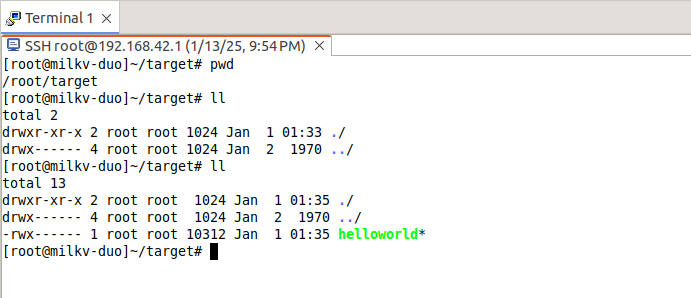 Terminal 1
SSH root@192.168.42.1 (1/13/25, 9:54 PM)
[root@milkv-duo]~/target# pwd
/root/target
[root@milkv-duo]~/target# ll
total 2
drwxr-xr-x 2 root root 1024 Jan  1 01:33 ./
drwx------ 4 root root 1024 Jan  2  1970 ../
[root@milkv-duo]~/target# ll
total 13
drwxr-xr-x 2 root root  1024 Jan  1 01:35 ./
drwx------ 4 root root  1024 Jan  2  1970 ../
-rwx------ 1 root root 10312 Jan  1 01:35 helloworld*
[root@milkv-duo]~/target#